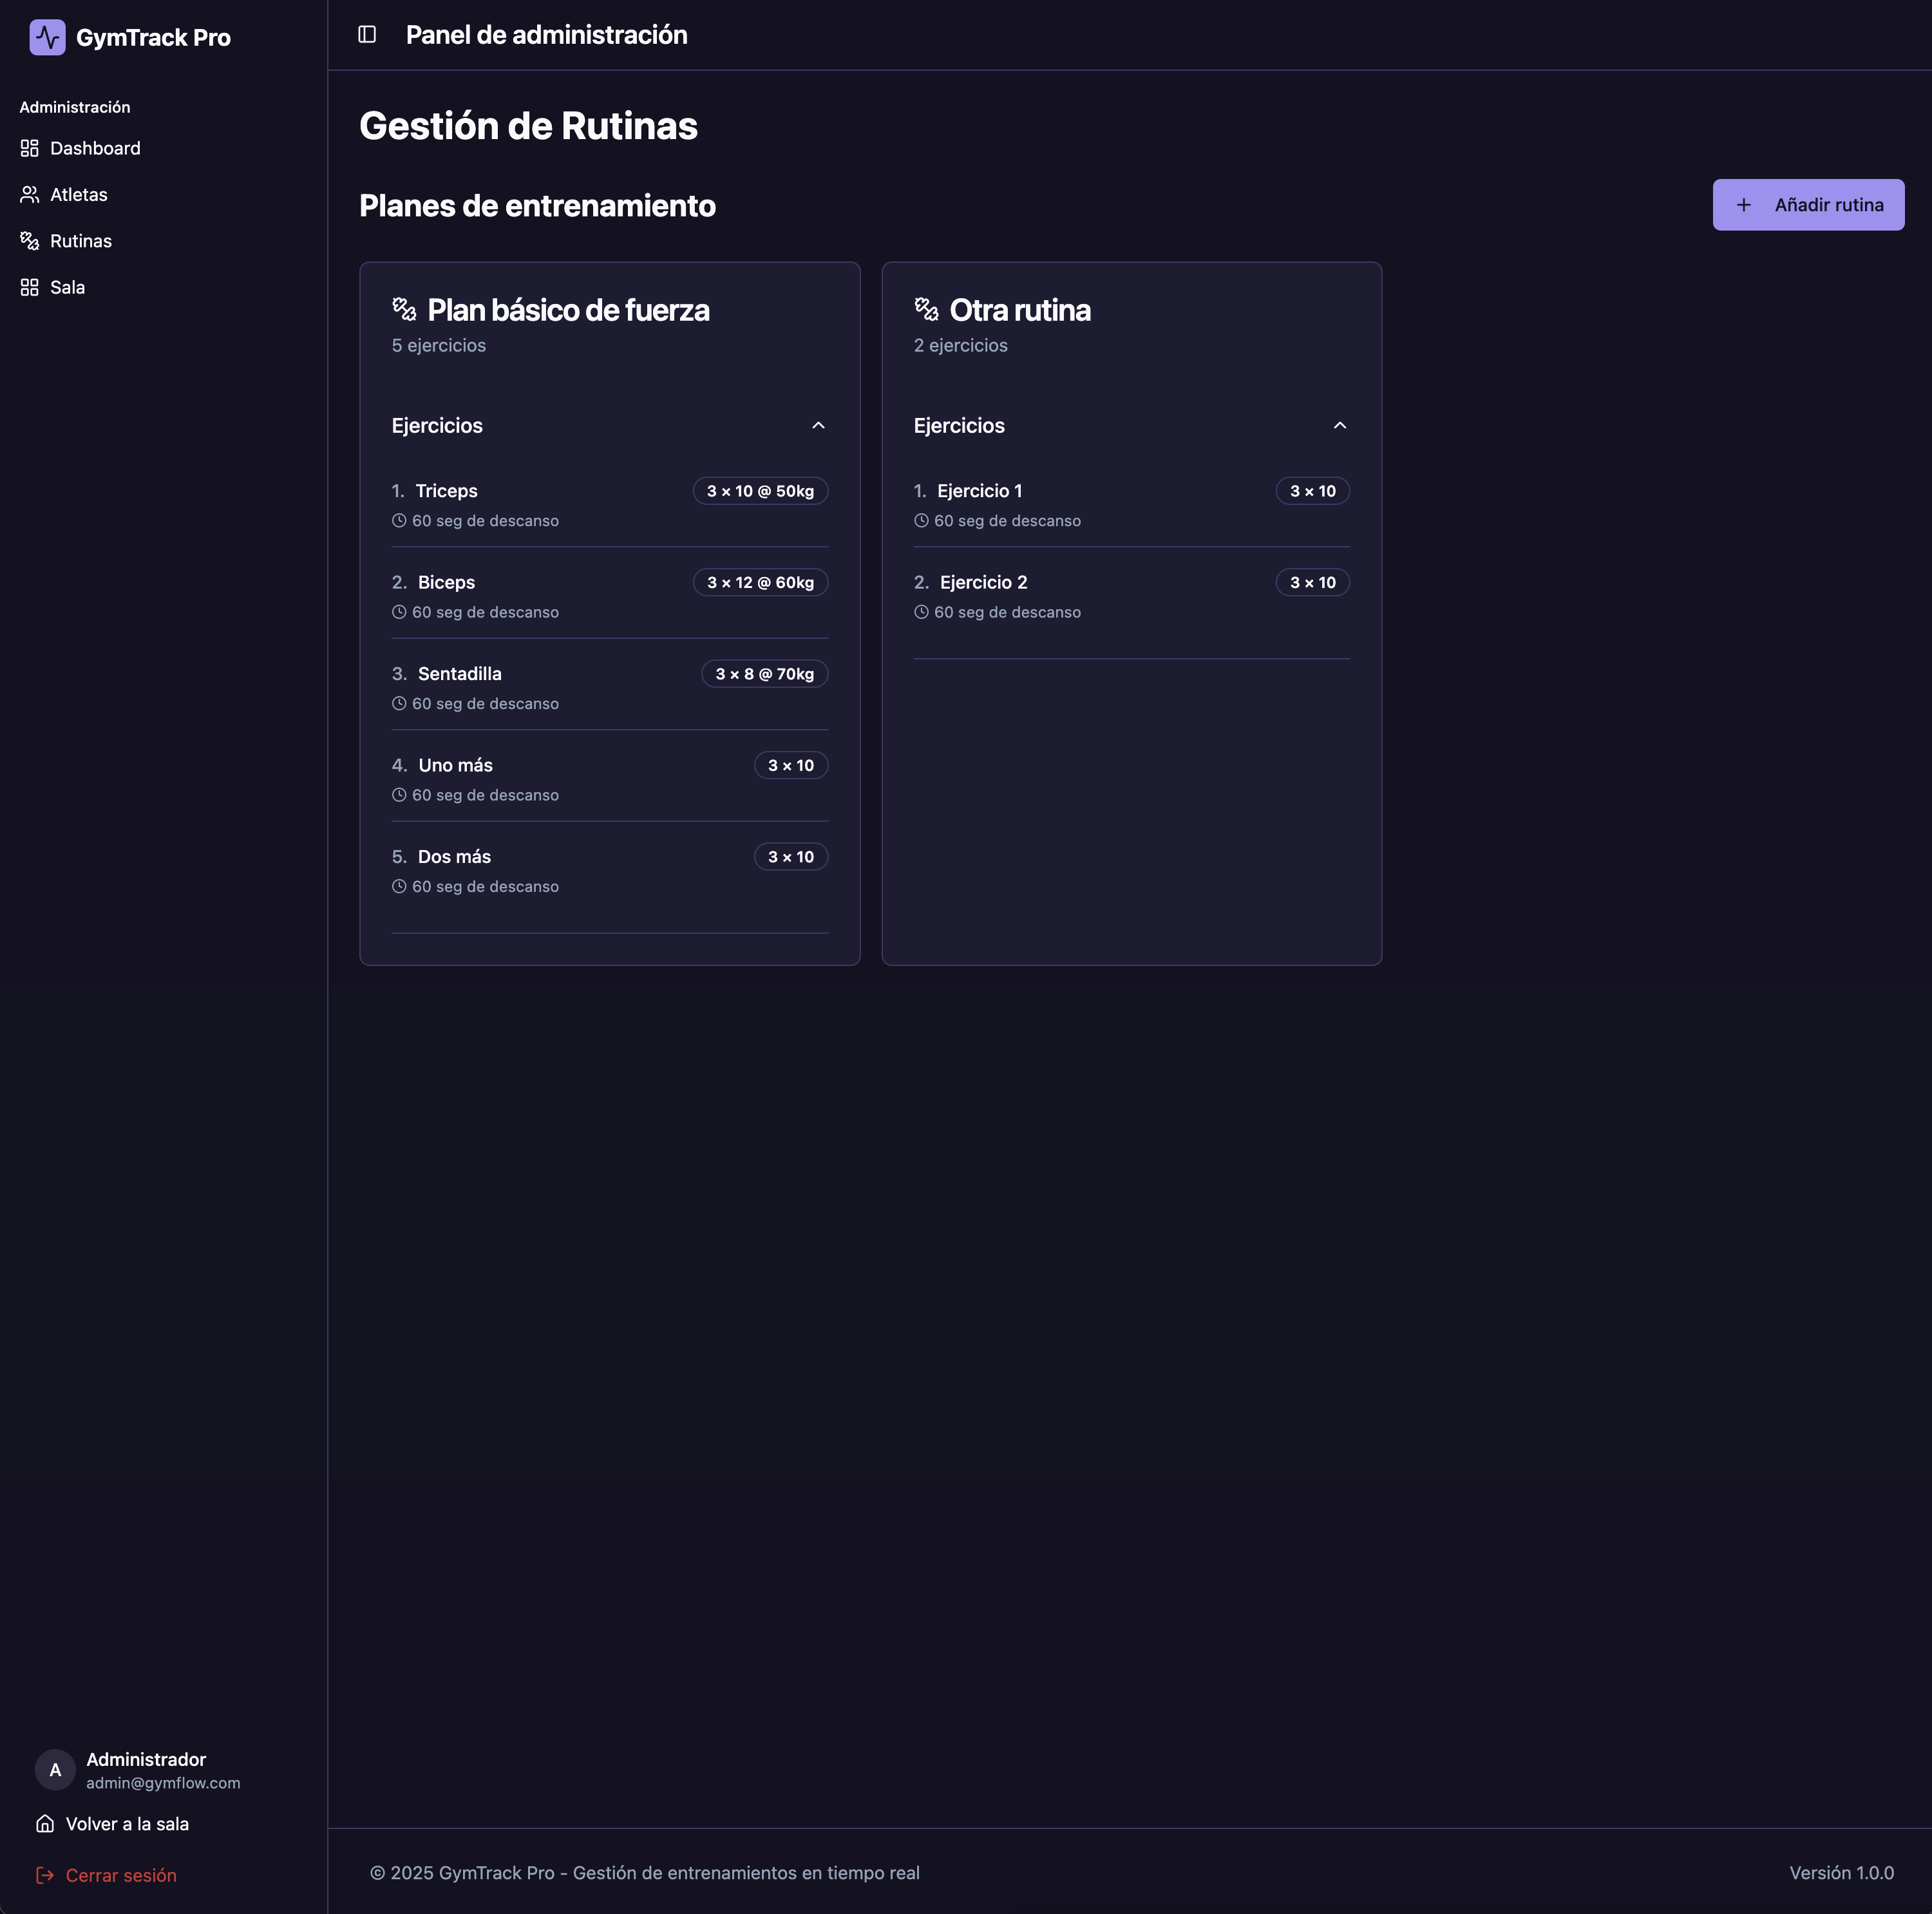 GymTrack Pro
Administración
Dashboard
Atletas
Rutinas
Sala
Panel de administración
Gestión de Rutinas
Planes de entrenamiento
Añadir rutina
Plan básico de fuerza
5 ejercicios
Ejercicios
1. Triceps 3 × 10 @ 50kg
60 seg de descanso
2. Biceps 3 × 12 @ 60kg
60 seg de descanso
3. Sentadilla 3 × 8 @ 70kg
60 seg de descanso
4. Uno más 3 × 10
60 seg de descanso
5. Dos más 3 × 10
60 seg de descanso
Otra rutina
2 ejercicios
Ejercicios
1. Ejercicio 1 3 × 10
60 seg de descanso
2. Ejercicio 2 3 × 10
60 seg de descanso
A
Administrador
admin@gymflow.com
Volver a la sala
Cerrar sesión
© 2025 GymTrack Pro - Gestión de entrenamientos en tiempo real
Versión 1.0.0